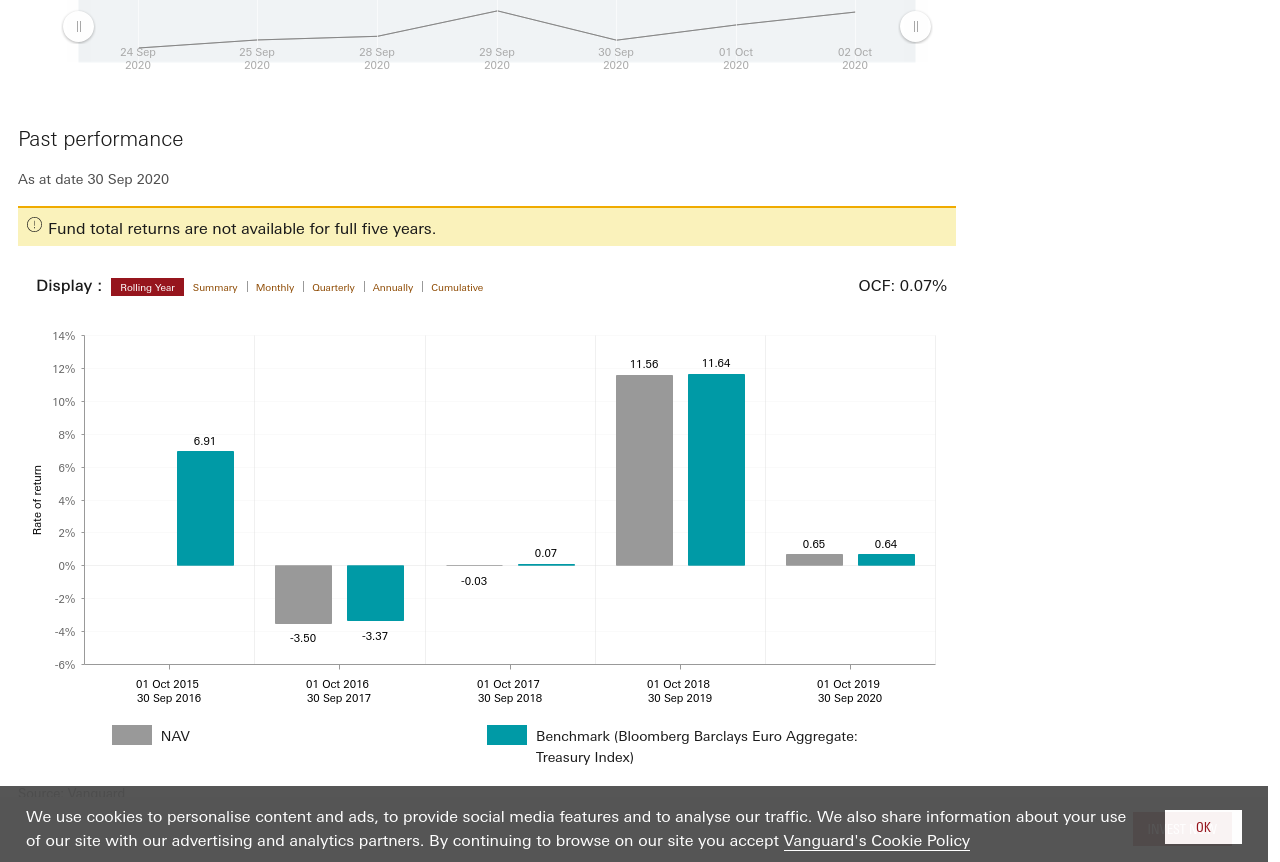 24 Sep 25 Sep 28 Sep 29 Sep 30 Sep 01 Oct 02 Oct
2020 2020 2020 2020 2020 2020 2020
Past performance
As at date 30 Sep 2020
Fund total returns are not available for full five years.
Display : Rolling Year Summary Monthly Quarterly Annually Cumulative OCF: 0.07%
14%
12%
10%
8%
6%
4%
2%
0%
-2%
-4%
-6%
Rate of return
6.91
-3.50
-3.37
-0.03
0.07
11.56
11.64
0.65
0.64
01 Oct 2015 01 Oct 2016 01 Oct 2017 01 Oct 2018 01 Oct 2019
30 Sep 2016 30 Sep 2017 30 Sep 2018 30 Sep 2019 30 Sep 2020
NAV
Benchmark (Bloomberg Barclays Euro Aggregate:
Treasury Index)
Source: Vanguard
We use cookies to personalise content and ads, to provide social media features and to analyse our traffic. We also share information about your use
of our site with our advertising and analytics partners. By continuing to browse on our site you accept Vanguard's Cookie Policy
OK